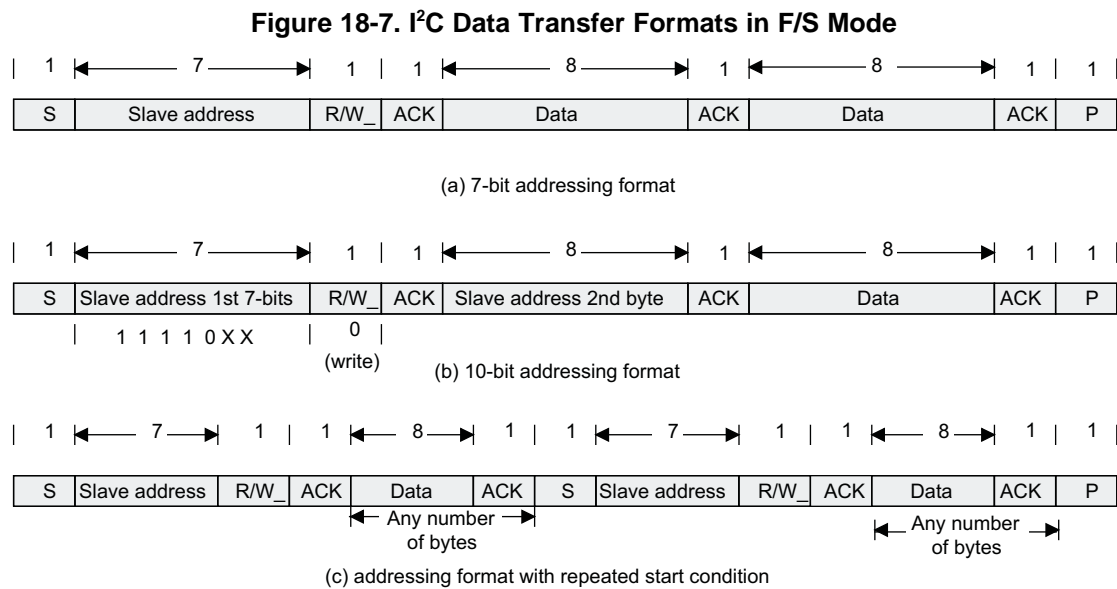 Figure 18-7. I²C Data Transfer Formats in F/S Mode
1 7 1 1 8 1 8 1 1
S Slave address R/W_ ACK Data ACK Data ACK P
(a) 7-bit addressing format
1 7 1 1 8 1 8 1 1
S Slave address 1st 7-bits R/W_ ACK Slave address 2nd byte ACK Data ACK P
1 1 1 1 0 X X 0
(write)
(b) 10-bit addressing format
1 7 1 1 8 1 1 7 1 1 8 1 1
S Slave address R/W_ ACK Data ACK S Slave address R/W_ ACK Data ACK P
Any number of bytes
Any number of bytes
(c) addressing format with repeated start condition